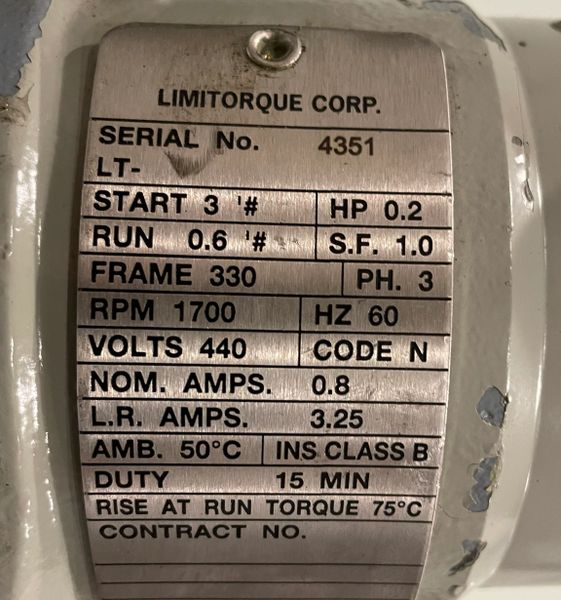 LIMITORQUE CORP.
SERIAL No. 4351
LT-
START 3 '# HP 0.2
RUN 0.6 '# S.F. 1.0
FRAME 330 PH. 3
RPM 1700 HZ 60
VOLTS 440 CODE N
NOM. AMPS. 0.8
L.R. AMPS. 3.25
AMB. 50°C INS CLASS B
DUTY 15 MIN
RISE AT RUN TORQUE 75°C
CONTRACT NO.